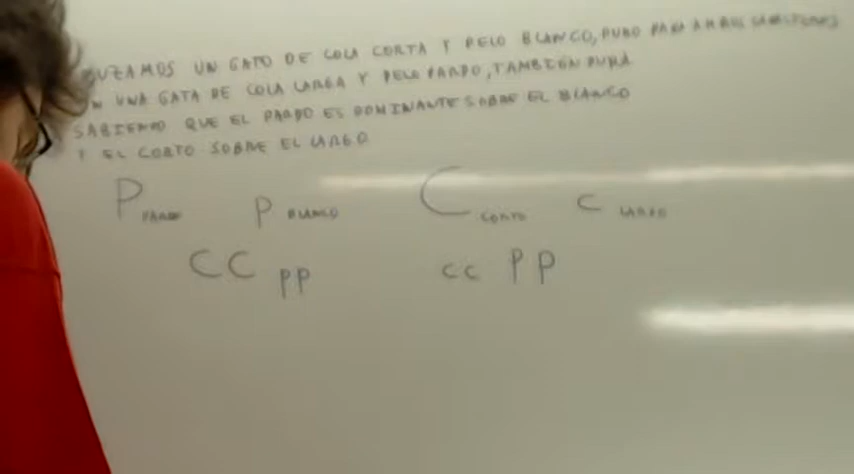 UN GATO DE COLA CORTA Y PELO BLANCO, PURO PARA AMBOS
UNA GATA DE COLA LARGA Y PELO PARDO, TAMBIÉN PURA
SABIENDO QUE EL PARDO ES DOMINANTE SOBRE EL BLANCO
Y EL CORTO SOBRE EL LARGO
P PARDO p BLANCO C CORTO c LARGO
CC pp cc PP